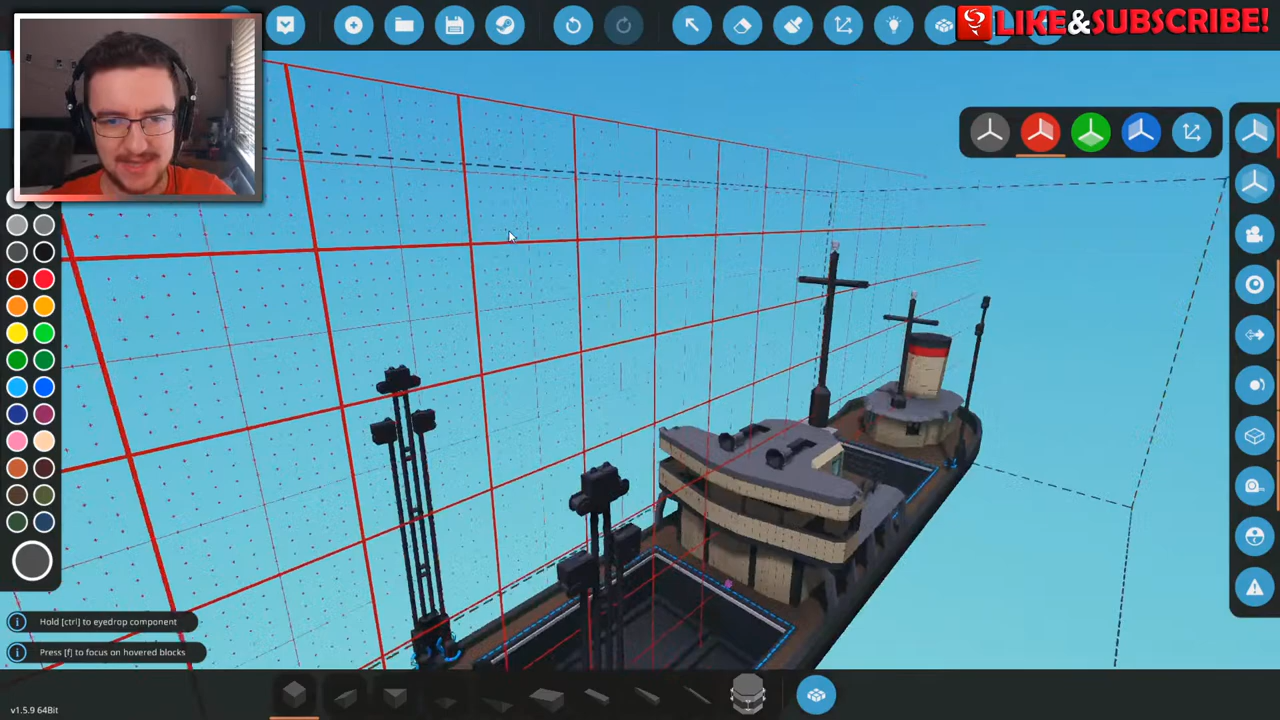 LIKE&SUBSCRIBE!
Hold [ctrl] to eyedrop component
Press [f] to focus on hovered blocks
v1.5.9 64Bit